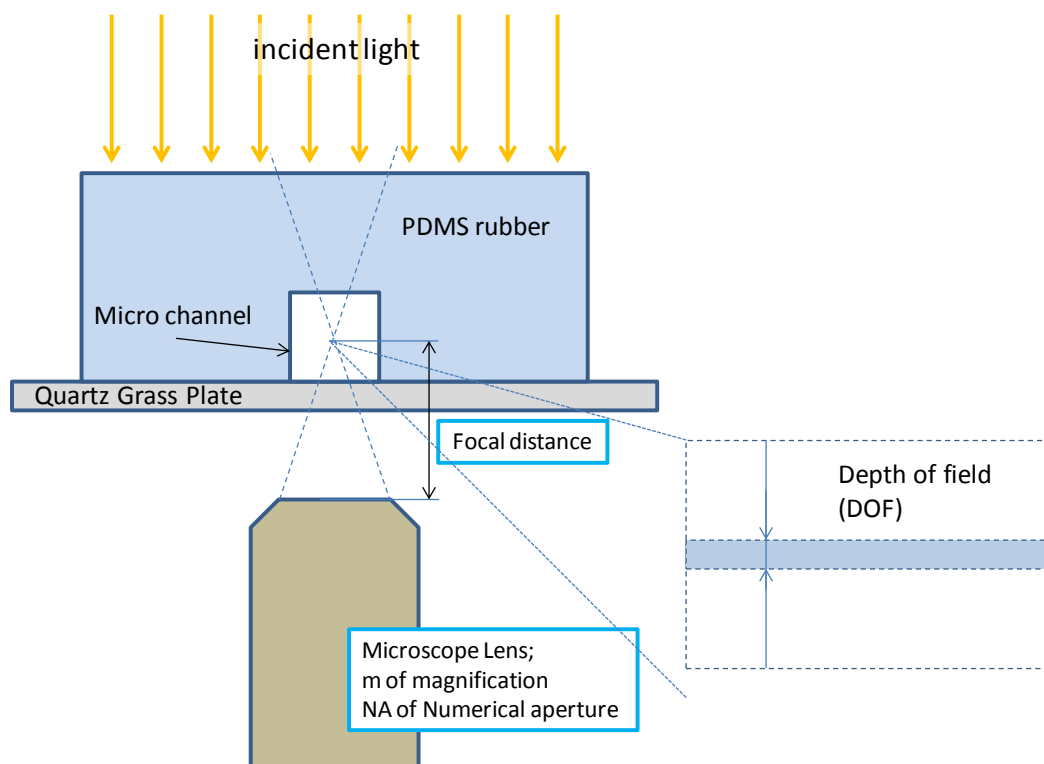 incident light
PDMS rubber
Micro channel
Quartz Grass Plate
Focal distance
Depth of field
(DOF)
Microscope Lens;
m of magnification
NA of Numerical aperture